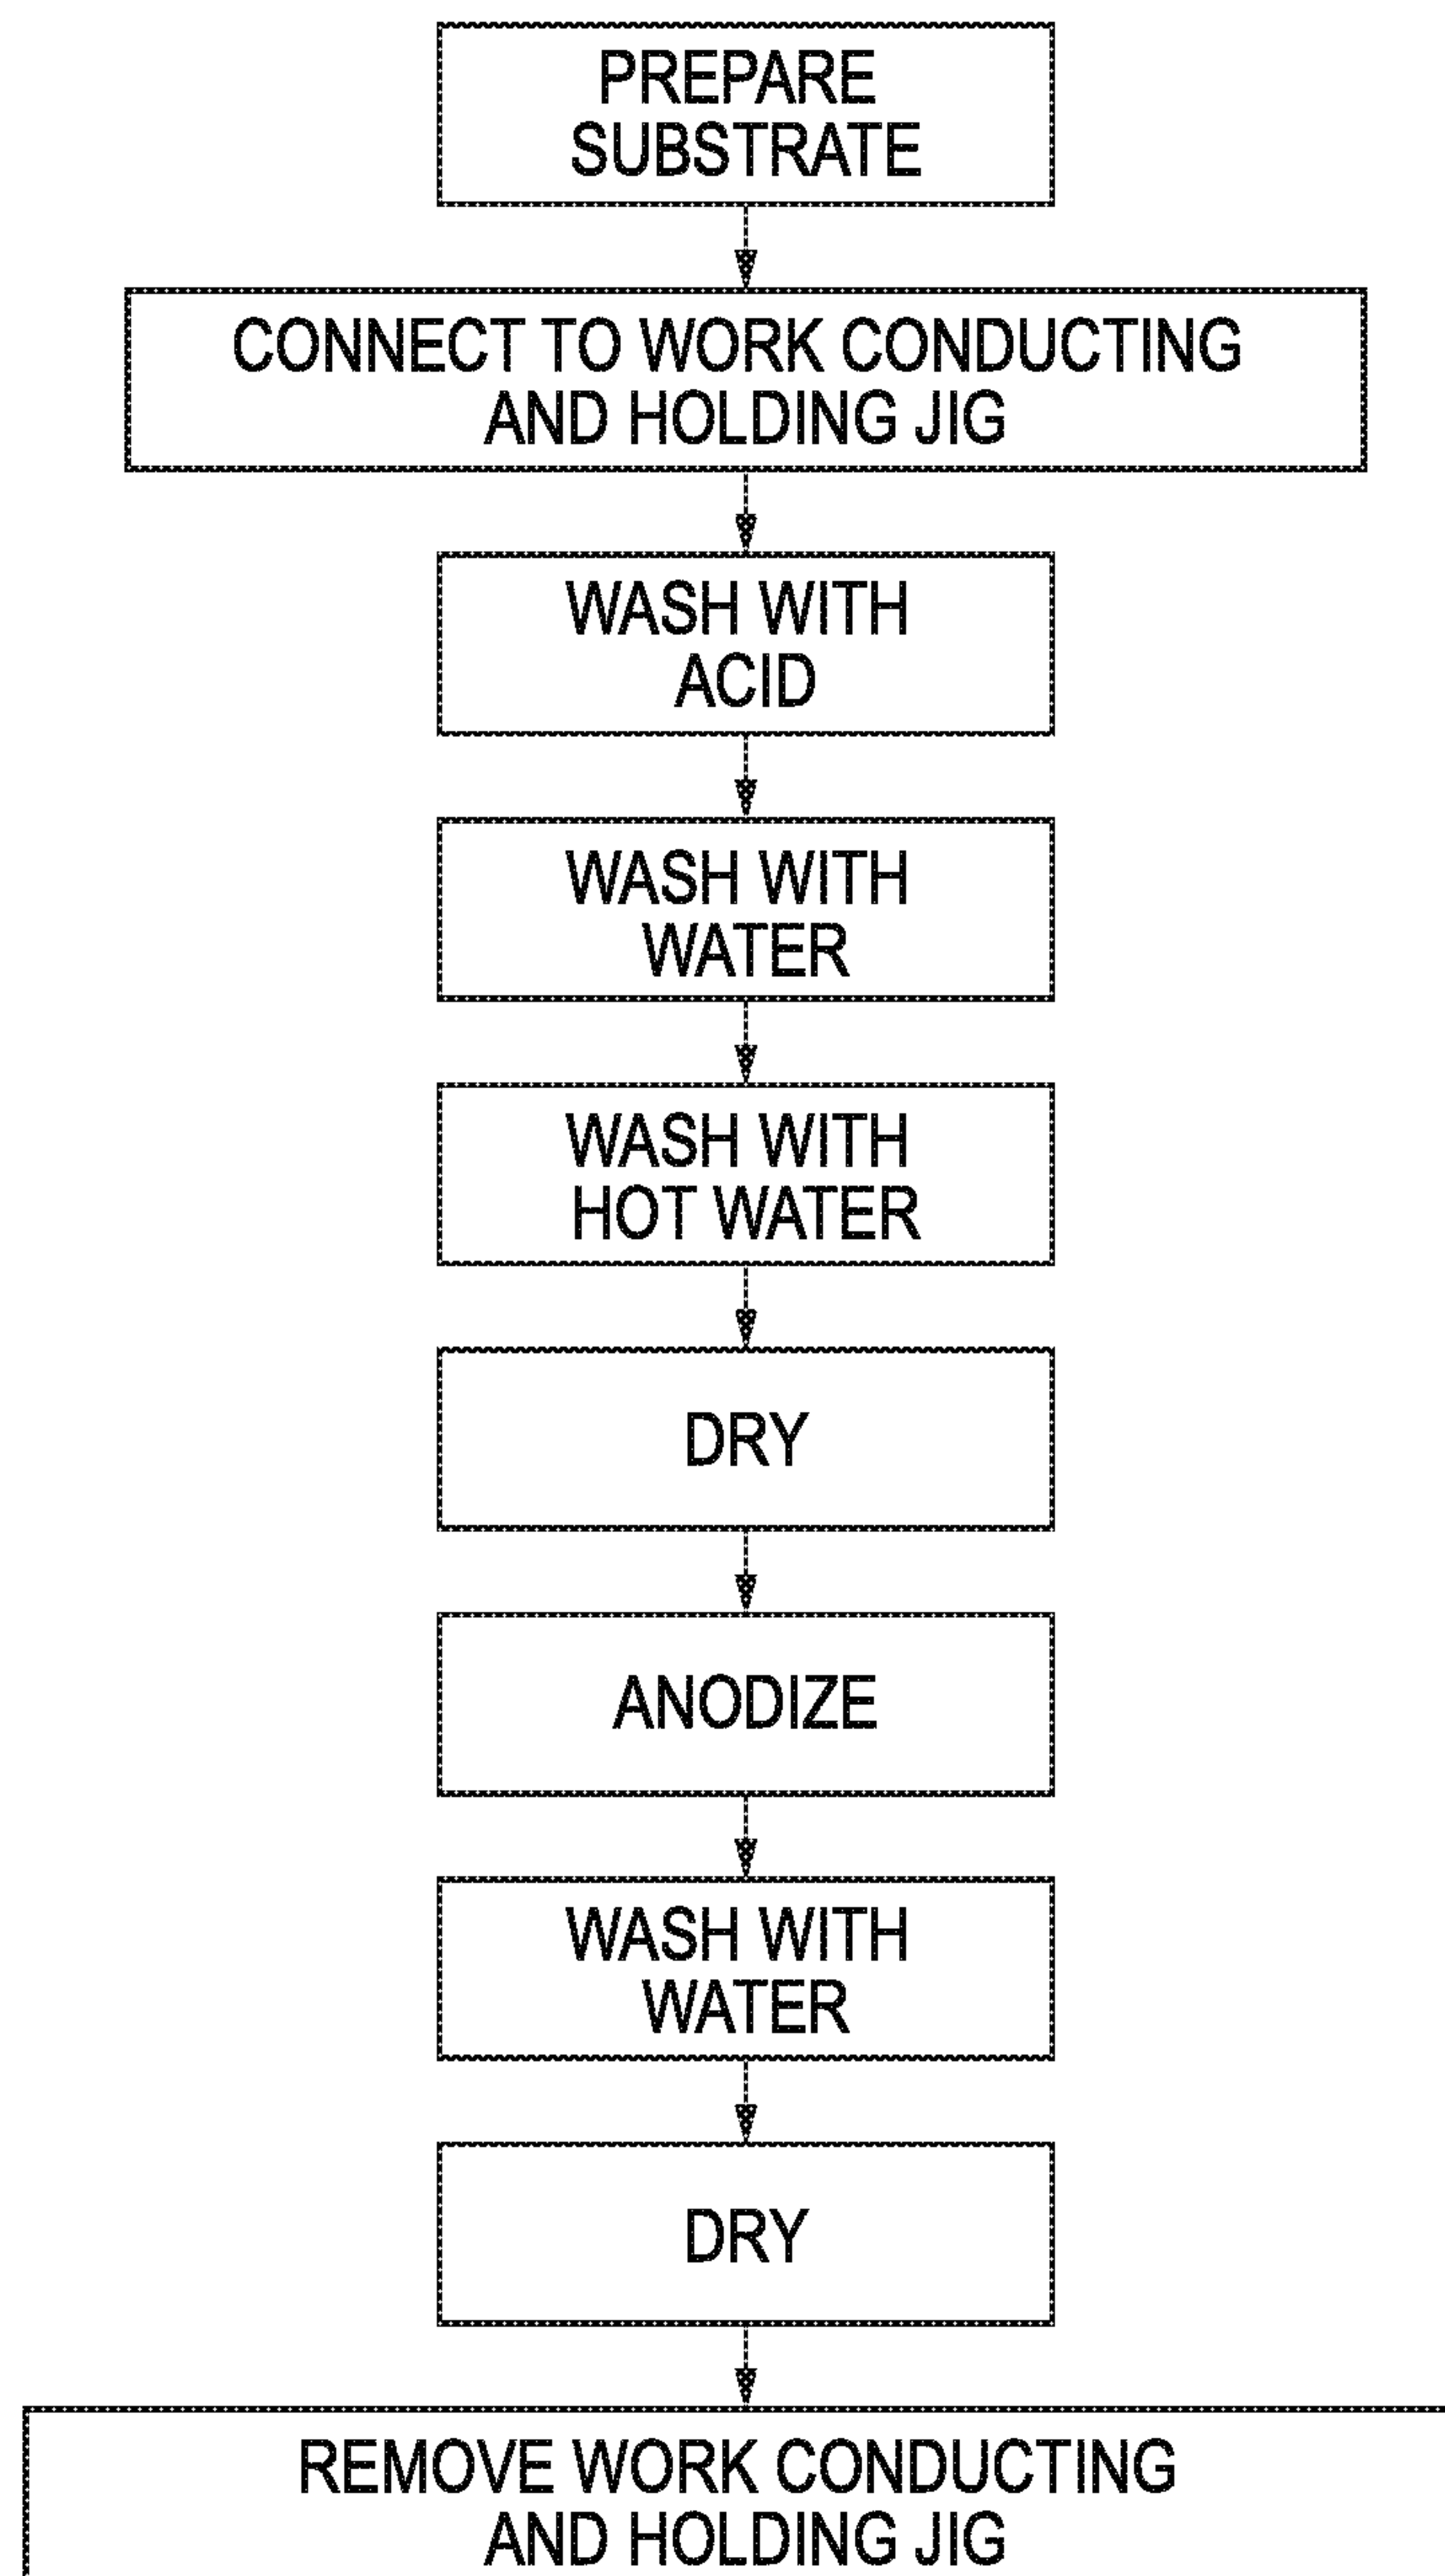 PREPARE
SUBSTRATE
CONNECT TO WORK CONDUCTING
AND HOLDING JIG
WASH WITH
ACID
WASH WITH
WATER
WASH WITH
HOT WATER
DRY
ANODIZE
WASH WITH
WATER
DRY
REMOVE WORK CONDUCTING
AND HOLDING JIG